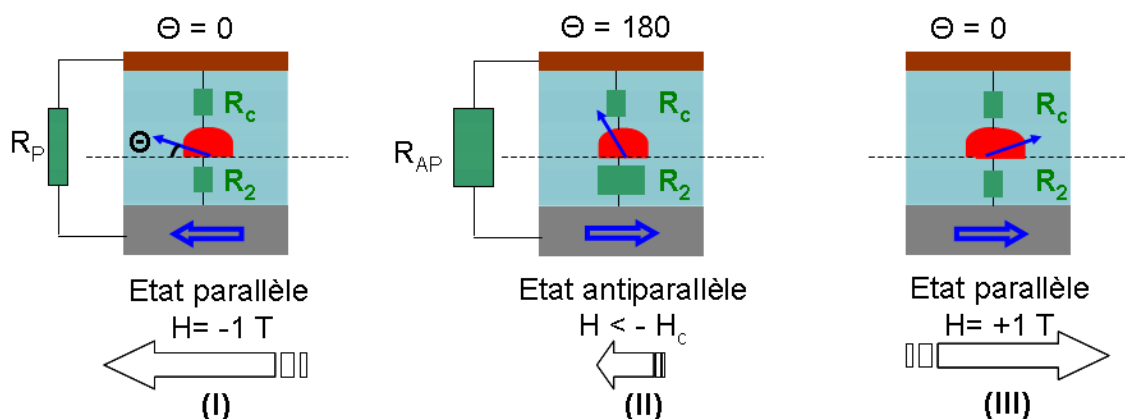 Θ = 0
Θ = 180
Θ = 0
R_c
R_c
R_c
R_P
Θ
R_AP
R_2
R_2
R_2
Etat parallèle
Etat antiparallèle
Etat parallèle
H= -1 T
H < - H_c
H= +1 T
(I)
(II)
(III)